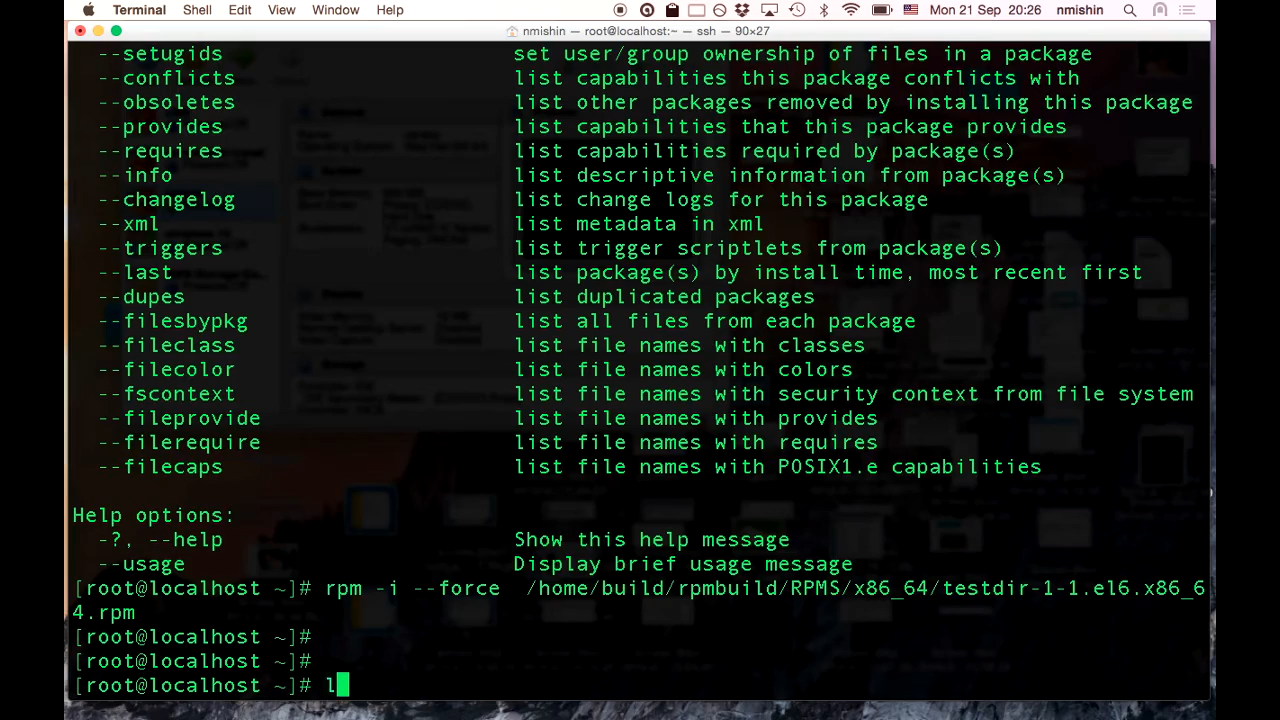 Terminal Shell Edit View Window Help Mon 21 Sep 20:26 nmishin
nmishin — root@localhost:~ — ssh — 90×27
--setugids set user/group ownership of files in a package
--conflicts list capabilities this package conflicts with
--obsoletes list other packages removed by installing this package
--provides list capabilities that this package provides
--requires list capabilities required by package(s)
--info list descriptive information from package(s)
--changelog list change logs for this package
--xml list metadata in xml
--triggers list trigger scriptlets from package(s)
--last list package(s) by install time, most recent first
--dupes list duplicated packages
--filesbypkg list all files from each package
--fileclass list file names with classes
--filecolor list file names with colors
--fscontext list file names with security context from file system
--fileprovide list file names with provides
--filerequire list file names with requires
--filecaps list file names with POSIX1.e capabilities
Help options:
-?, --help Show this help message
--usage Display brief usage message
[root@localhost ~]# rpm -i --force /home/build/rpmbuild/RPMS/x86_64/testdir-1-1.el6.x86_6
4.rpm
[root@localhost ~]#
[root@localhost ~]#
[root@localhost ~]# l